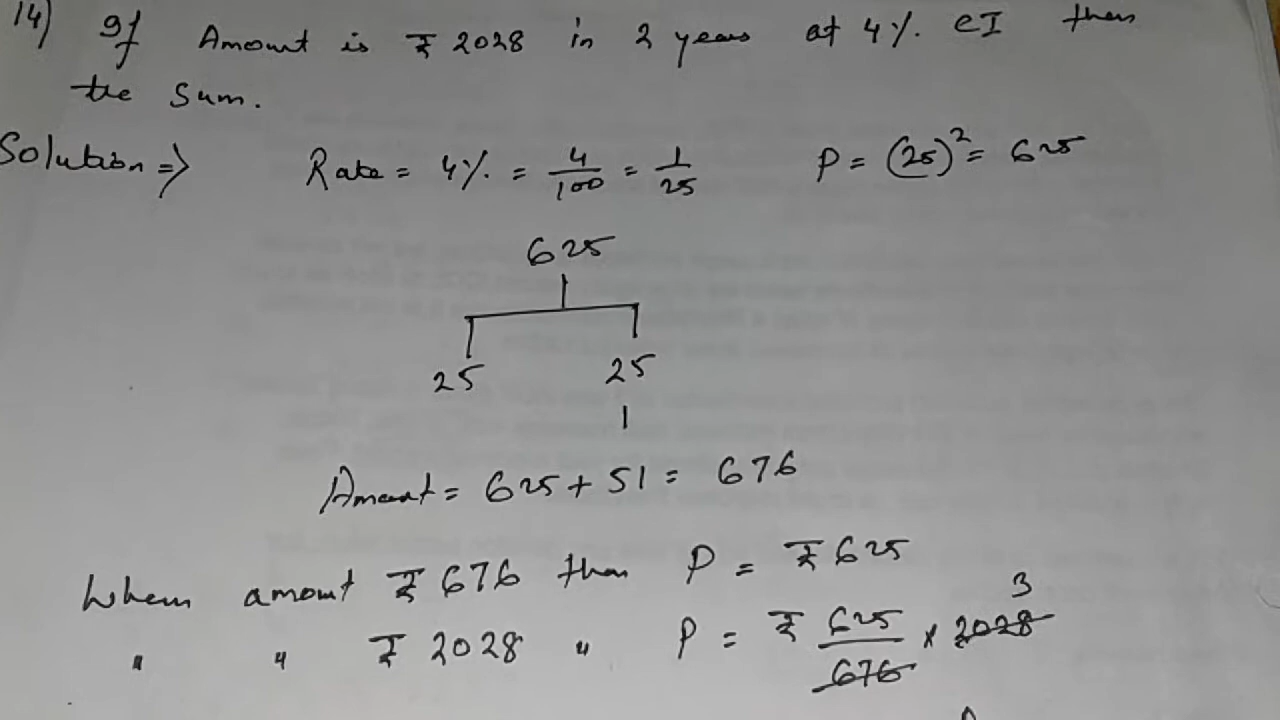 14) If Amount is ₹ 2028 in 2 years at 4%. CI then
the sum.
Solution ⇒ Rate = 4%. = 4/100 = 1/25 P = (25)² = 625
625
25 25
1
Amount = 625 + 51 = 676
When amount ₹ 676 then P = ₹ 625
" " ₹ 2028 " P = ₹ 625/676 × 2028 3